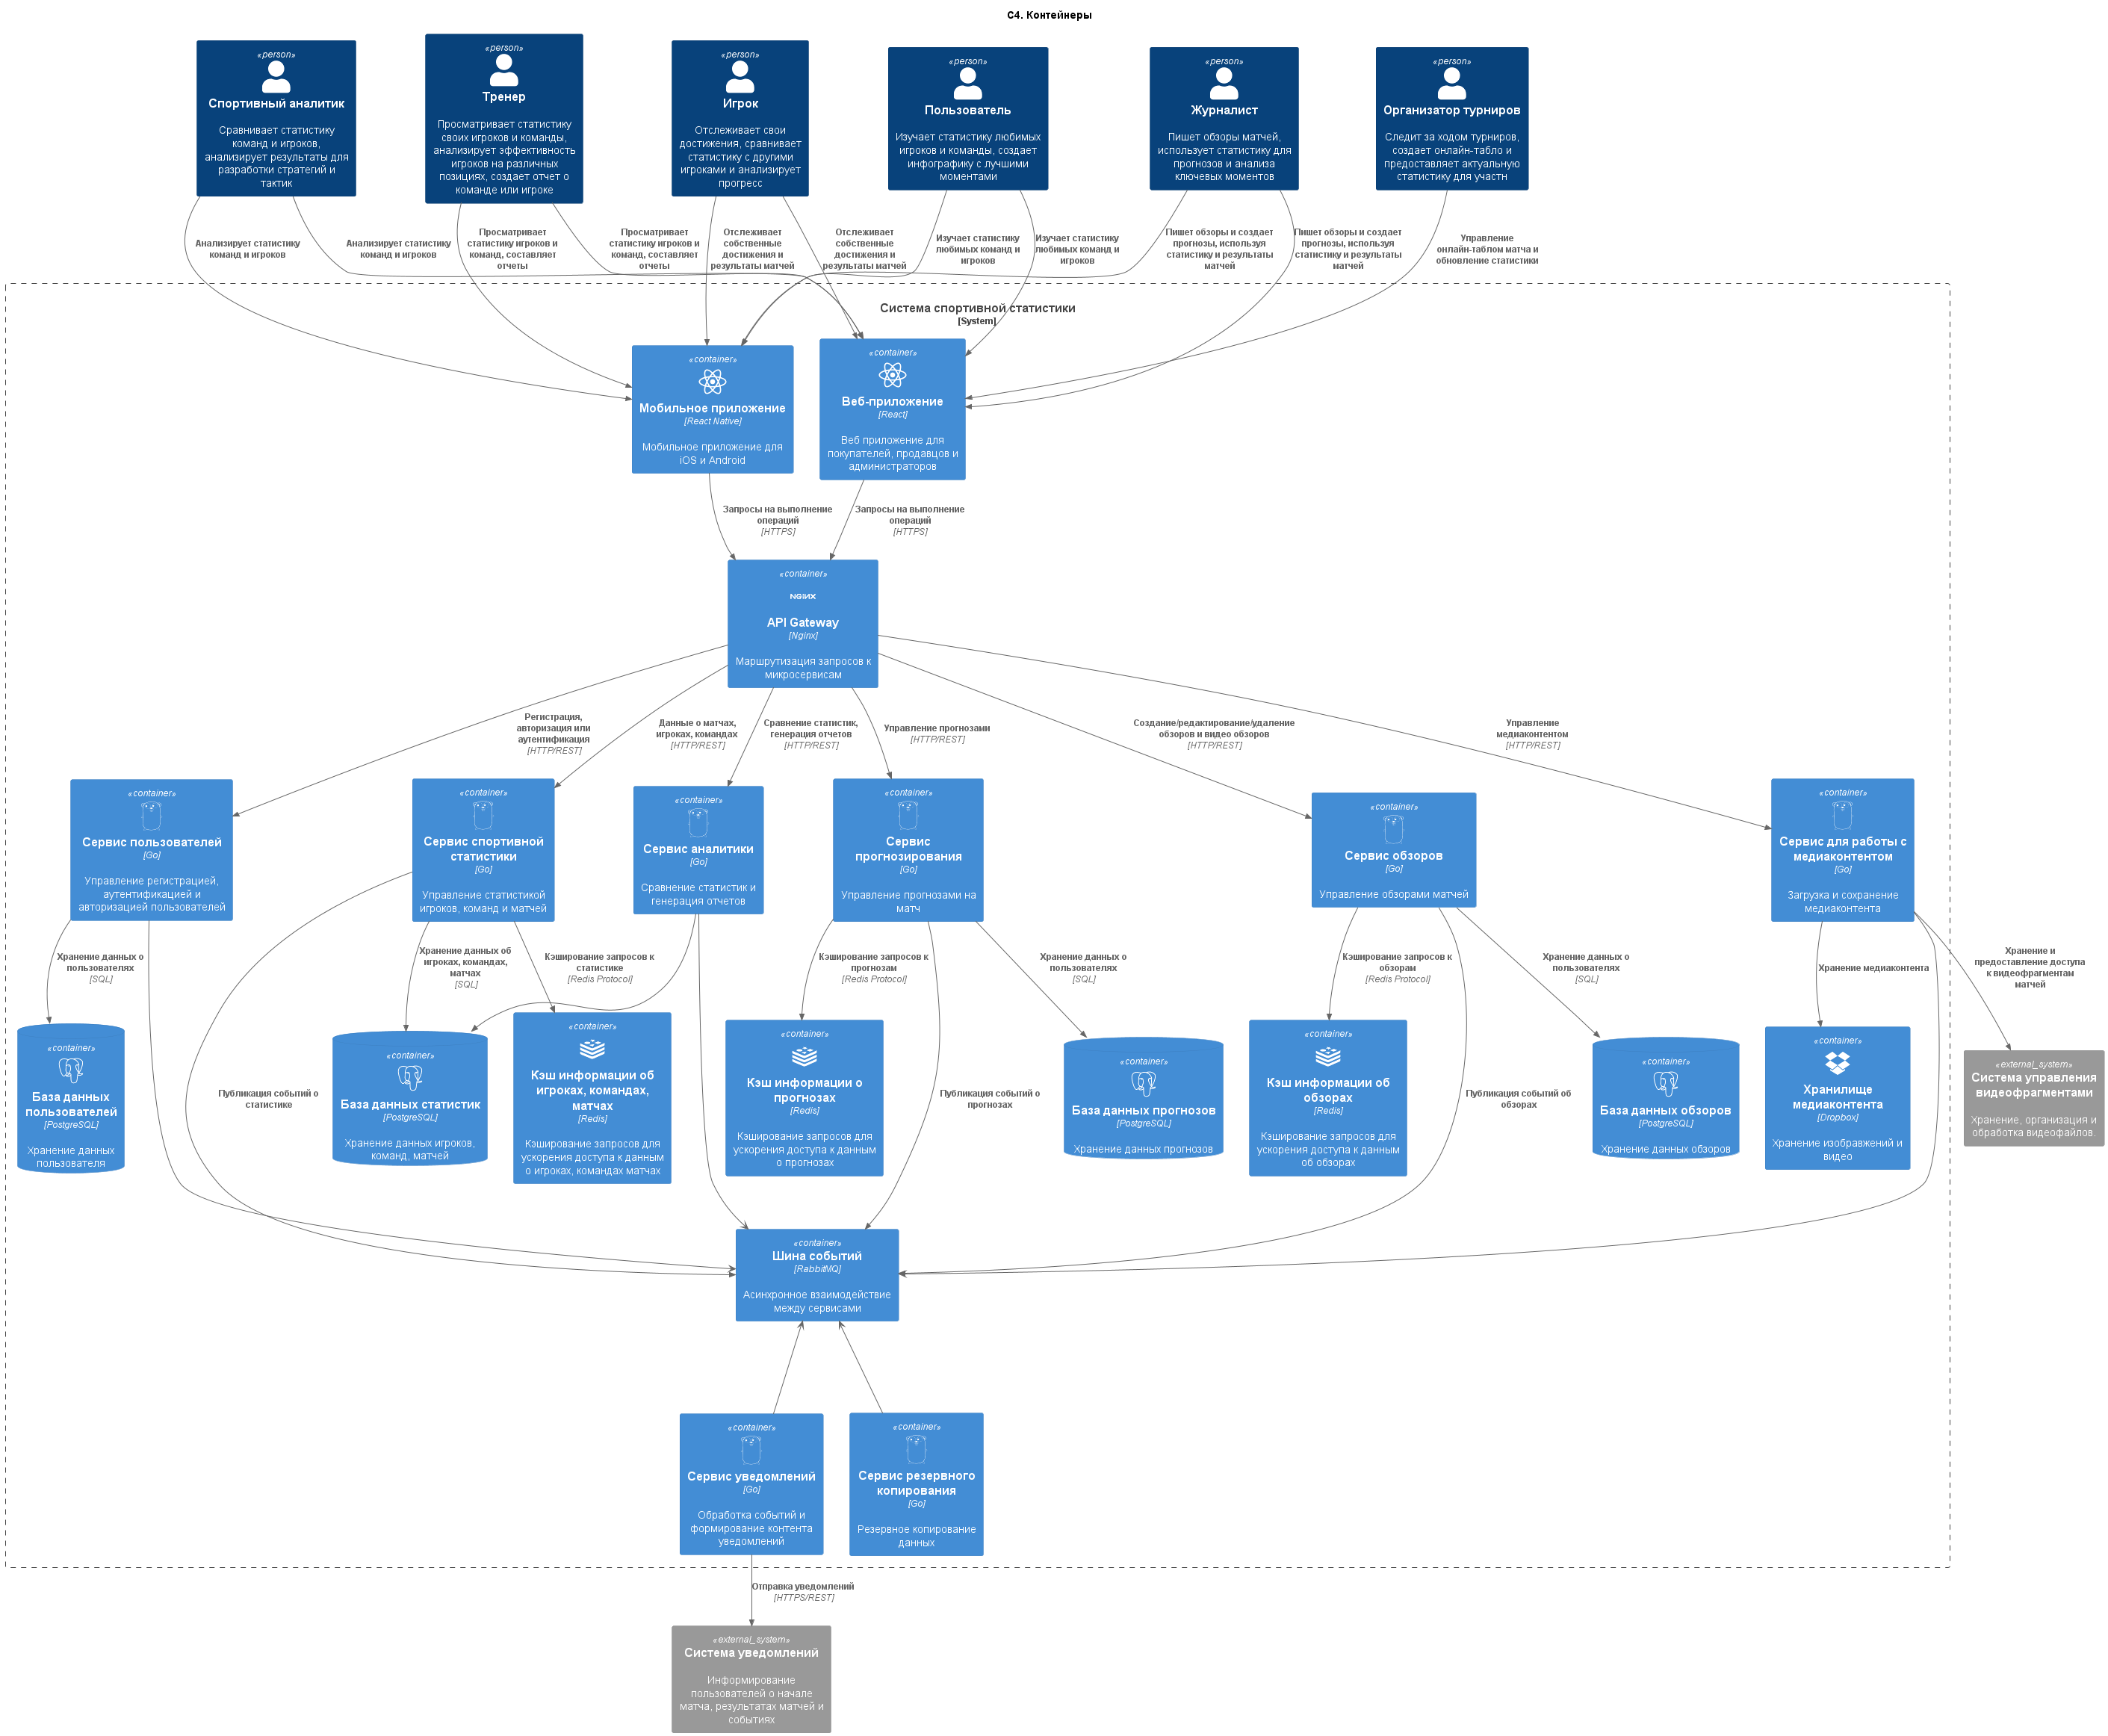 C4. Контейнеры
«person»
Спортивный аналитик
Сравнивает статистику
команд и игроков,
анализирует результаты для
разработки стратегий и
тактик
«person»
Тренер
Просматривает статистику
своих игроков и команды,
анализирует эффективность
игроков на различных
позициях, создает отчет о
команде или игроке
«person»
Игрок
Отслеживает свои
достижения, сравнивает
статистику с другими
игроками и анализирует
прогресс
«person»
Пользователь
Изучает статистику любимых
игроков и команды, создает
инфографику с лучшими
моментами
«person»
Журналист
Пишет обзоры матчей,
использует статистику для
прогнозов и анализа
ключевых моментов
«person»
Организатор турниров
Следит за ходом турниров,
создает онлайн-табло и
предоставляет актуальную
статистику для участн
Анализирует статистику
команд и игроков
Анализирует статистику
команд и игроков
Просматривает
статистику игроков и
команд, составляет
отчеты
Просматривает
статистику игроков и
команд, составляет
отчеты
Отслеживает
собственные
достижения и
результаты матчей
Отслеживает
собственные
достижения и
результаты матчей
Изучает статистику
любимых команд и
игроков
Изучает статистику
любимых команд и
игроков
Пишет обзоры и создает
прогнозы, используя
статистику и результаты
матчей
Пишет обзоры и создает
прогнозы, используя
статистику и результаты
матчей
Управление
онлайн-таблом матча и
обновление статистики
Система спортивной статистики
[System]
«container»
Мобильное приложение
[React Native]
Мобильное приложение для
iOS и Android
«container»
Веб-приложение
[React]
Веб приложение для
покупателей, продавцов и
администраторов
Запросы на выполнение
операций
[HTTPS]
Запросы на выполнение
операций
[HTTPS]
«container»
NGINX
API Gateway
[Nginx]
Маршрутизация запросов к
микросервисам
Регистрация,
авторизация или
аутентификация
[HTTP/REST]
Данные о матчах,
игроках, командах
[HTTP/REST]
Сравнение статистик,
генерация отчетов
[HTTP/REST]
Управление прогнозами
[HTTP/REST]
Создание/редактирование/удаление
обзоров и видео обзоров
[HTTP/REST]
Управление
медиаконтентом
[HTTP/REST]
«container»
Сервис пользователей
[Go]
Управление регистрацией,
аутентификацией и
авторизацией пользователей
«container»
Сервис спортивной
статистики
[Go]
Управление статистикой
игроков, команд и матчей
«container»
Сервис аналитики
[Go]
Сравнение статистик и
генерация отчетов
«container»
Сервис
прогнозирования
[Go]
Управление прогнозами на
матч
«container»
Сервис обзоров
[Go]
Управление обзорами матчей
«container»
Сервис для работы с
медиаконтентом
[Go]
Загрузка и сохранение
медиаконтента
Хранение данных о
пользователях
[SQL]
Хранение данных об
игроках, командах,
матчах
[SQL]
Кэширование запросов к
статистике
[Redis Protocol]
Кэширование запросов к
прогнозам
[Redis Protocol]
Хранение данных о
пользователях
[SQL]
Кэширование запросов к
обзорам
[Redis Protocol]
Хранение данных о
пользователях
[SQL]
Хранение медиаконтента
Хранение и
предоставление доступа
к видеофрагментам
матчей
«container»
База данных
пользователей
[PostgreSQL]
Хранение данных
пользователя
Публикация событий о
статистике
«container»
База данных статистик
[PostgreSQL]
Хранение данных игроков,
команд, матчей
«container»
Кэш информации об
игроках, командах,
матчах
[Redis]
Кэширование запросов для
ускорения доступа к данным
о игроках, командах матчах
«container»
Кэш информации о
прогнозах
[Redis]
Кэширование запросов для
ускорения доступа к данным
о прогнозах
Публикация событий о
прогнозах
«container»
База данных прогнозов
[PostgreSQL]
Хранение данных прогнозов
«container»
Кэш информации об
обзорах
[Redis]
Кэширование запросов для
ускорения доступа к данным
об обзорах
Публикация событий об
обзорах
«container»
База данных обзоров
[PostgreSQL]
Хранение данных обзоров
«container»
Хранилище
медиаконтента
[Dropbox]
Хранение изобравжений и
видео
«external_system»
Система управления
видеофрагментами
Хранение, организация и
обработка видеофайлов.
«container»
Шина событий
[RabbitMQ]
Асинхронное взаимодействие
между сервисами
«container»
Сервис уведомлений
[Go]
Обработка событий и
формирование контента
уведомлений
«container»
Сервис резервного
копирования
[Go]
Резервное копирование
данных
Отправка уведомлений
[HTTPS/REST]
«external_system»
Система уведомлений
Информирование
пользователей о начале
матча, результатах матчей и
событиях